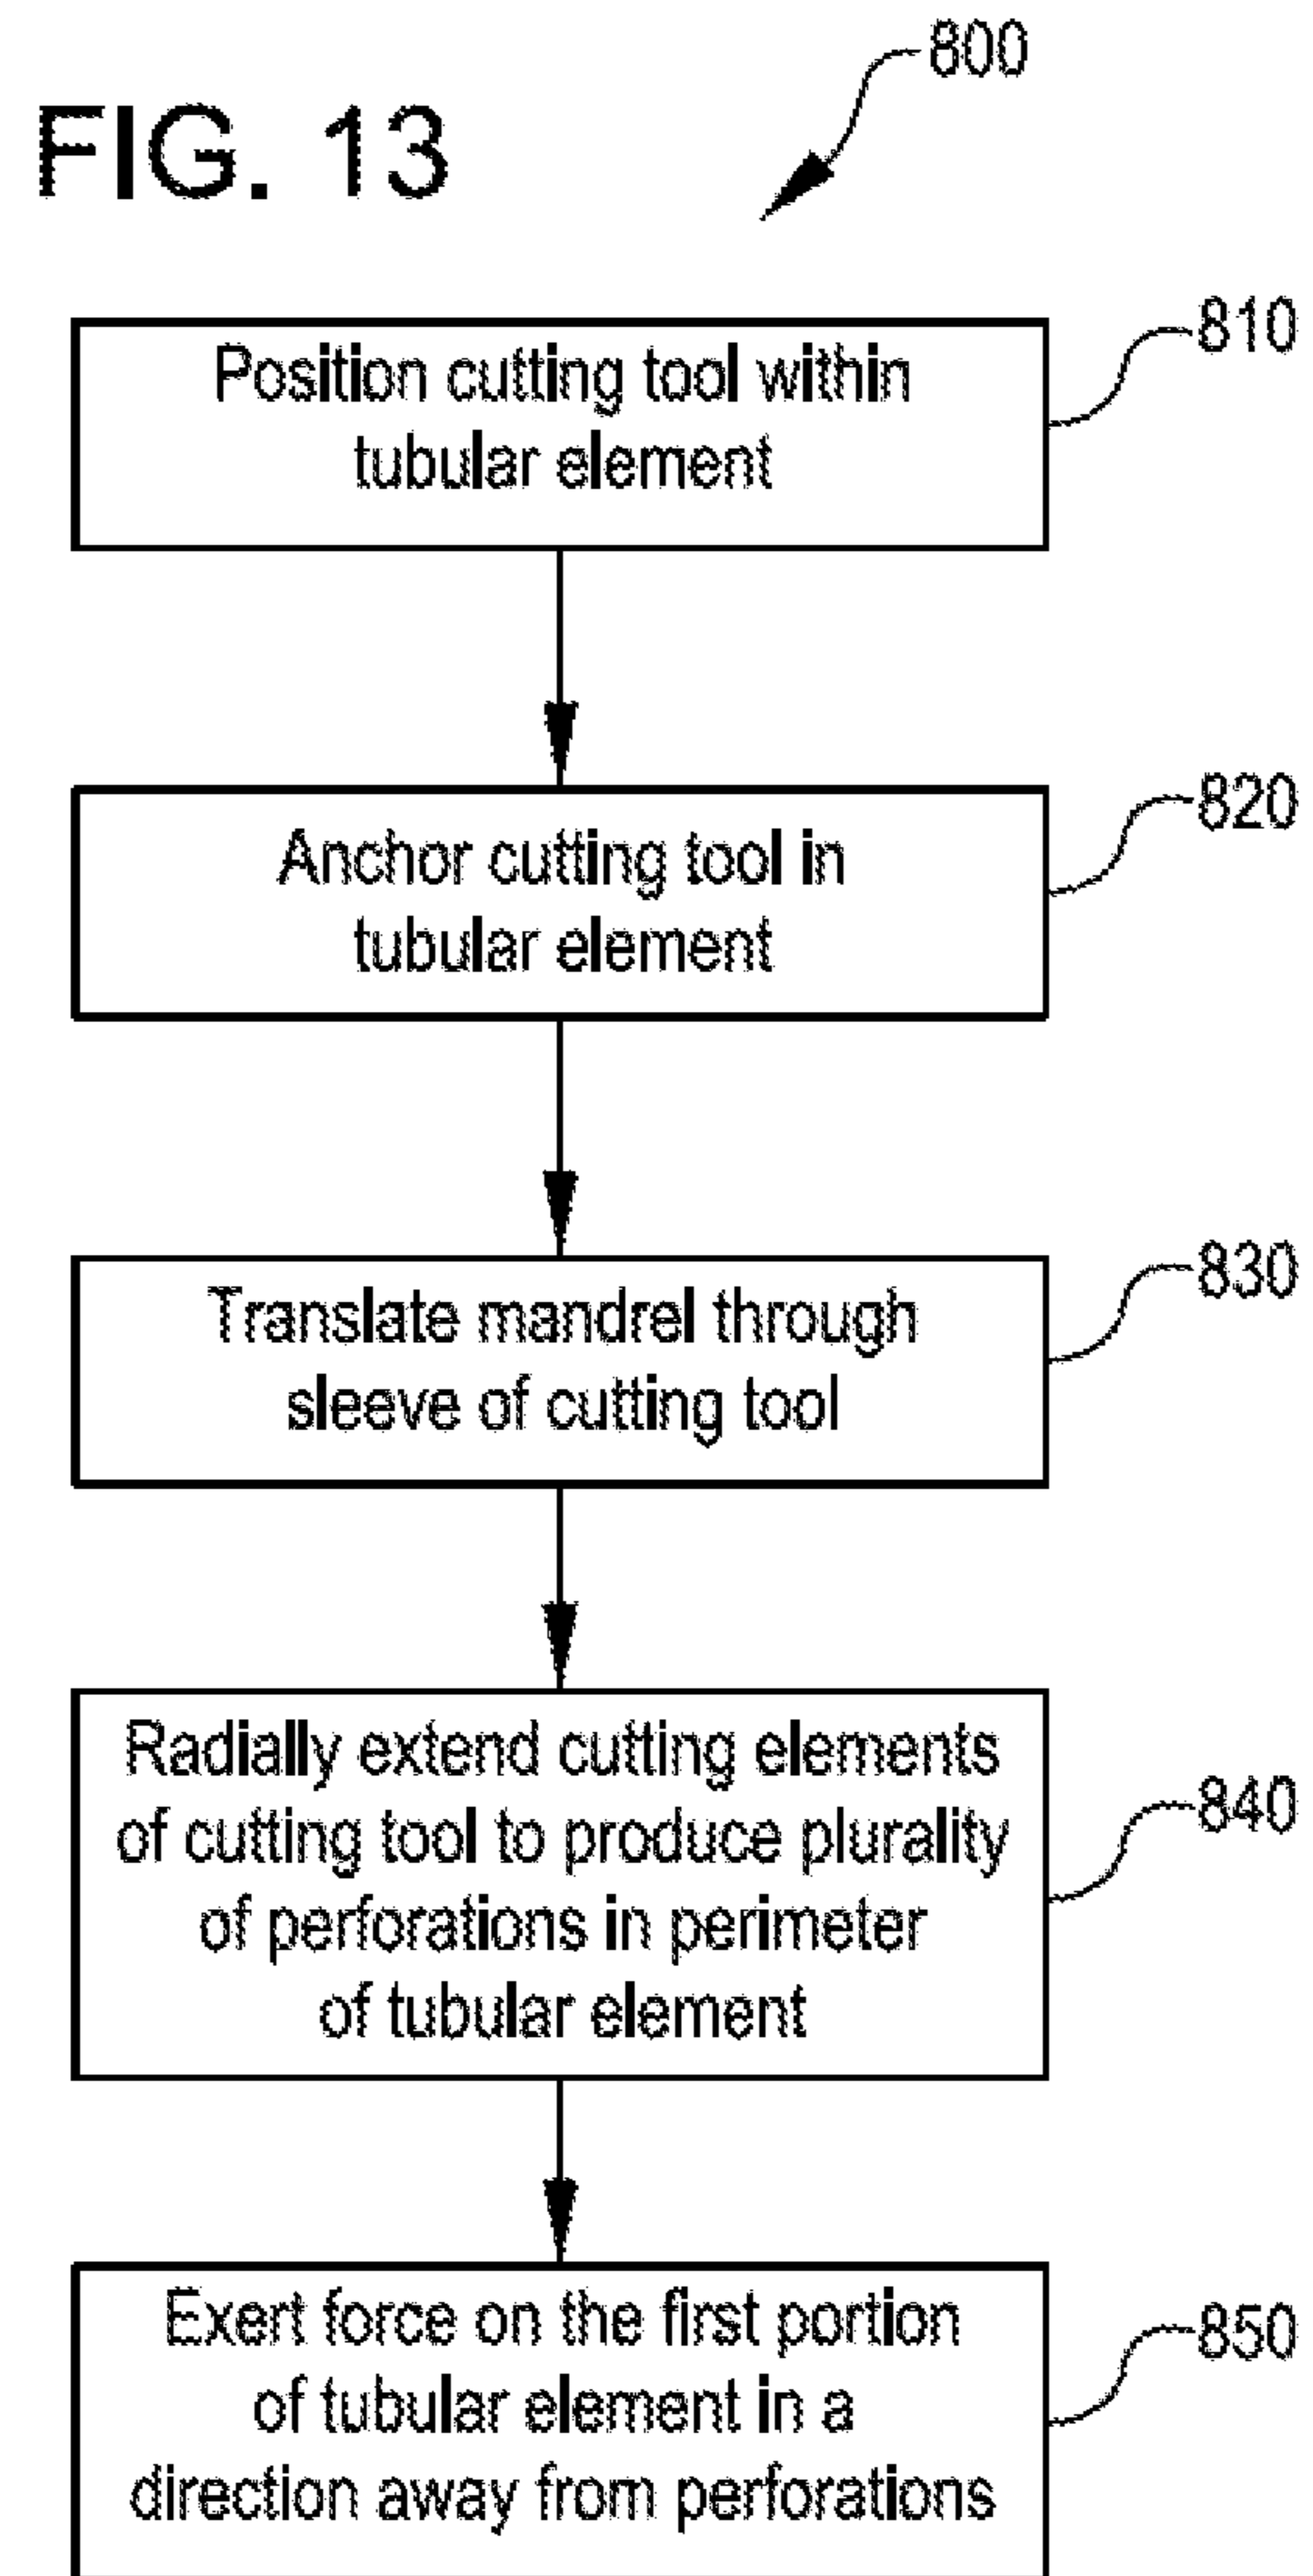 800
FIG. 13
810
Position cutting tool within
tubular element
820
Anchor cutting tool in
tubular element
830
Translate mandrel through
sleeve of cutting tool
Radially extend cutting elements
of cutting tool to produce plurality
840
of perforations in perimeter
of tubular element
Exert force on the first portion
850
of tubular element in a
direction away from perforations